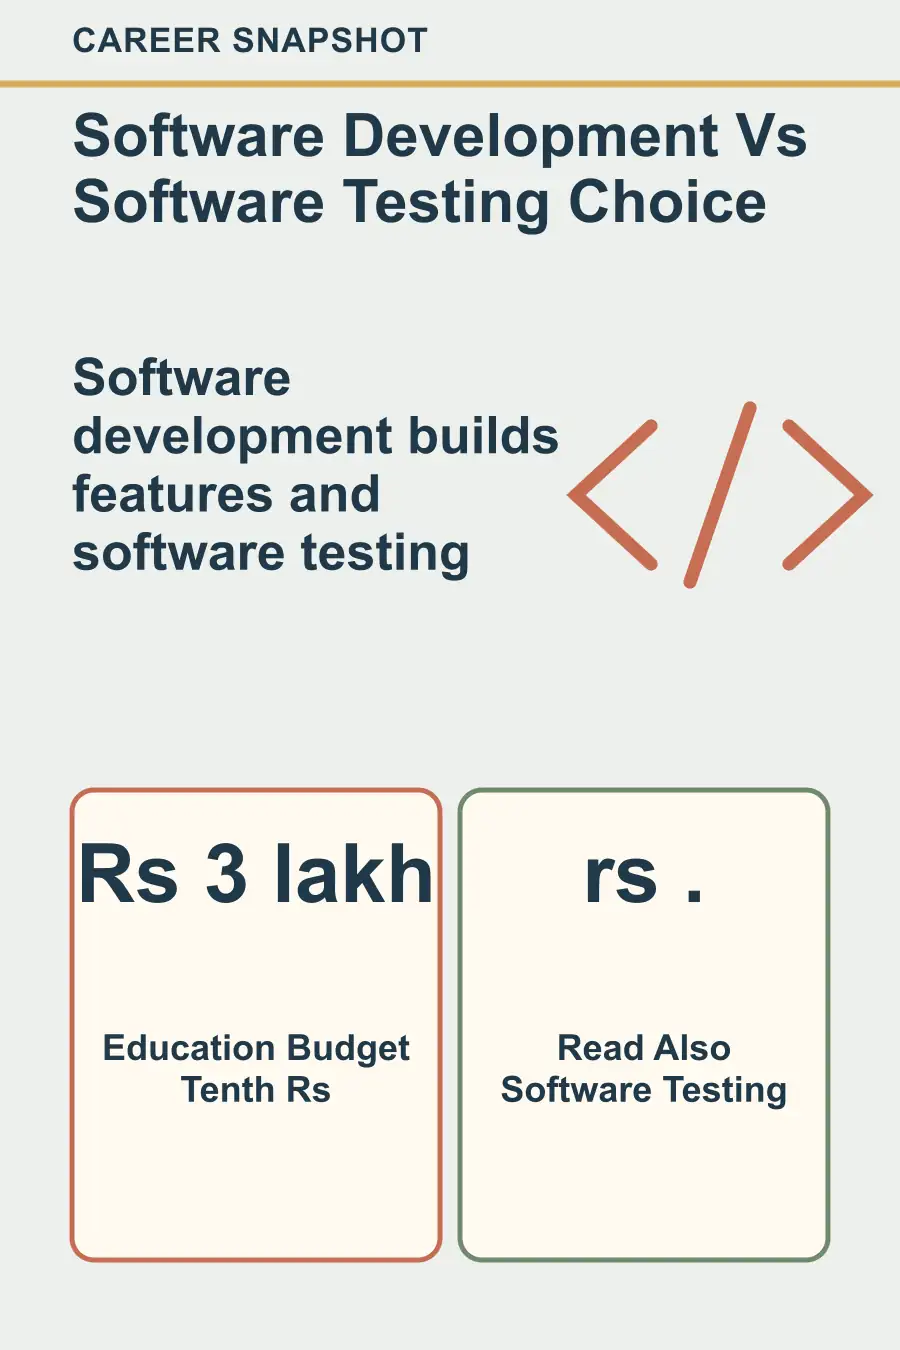 CAREER SNAPSHOT
Software Development Vs
Software Testing Choice
Software
development builds
features and
software testing
Rs 3 lakh
Education Budget
Tenth Rs
rs .
Read Also
Software Testing